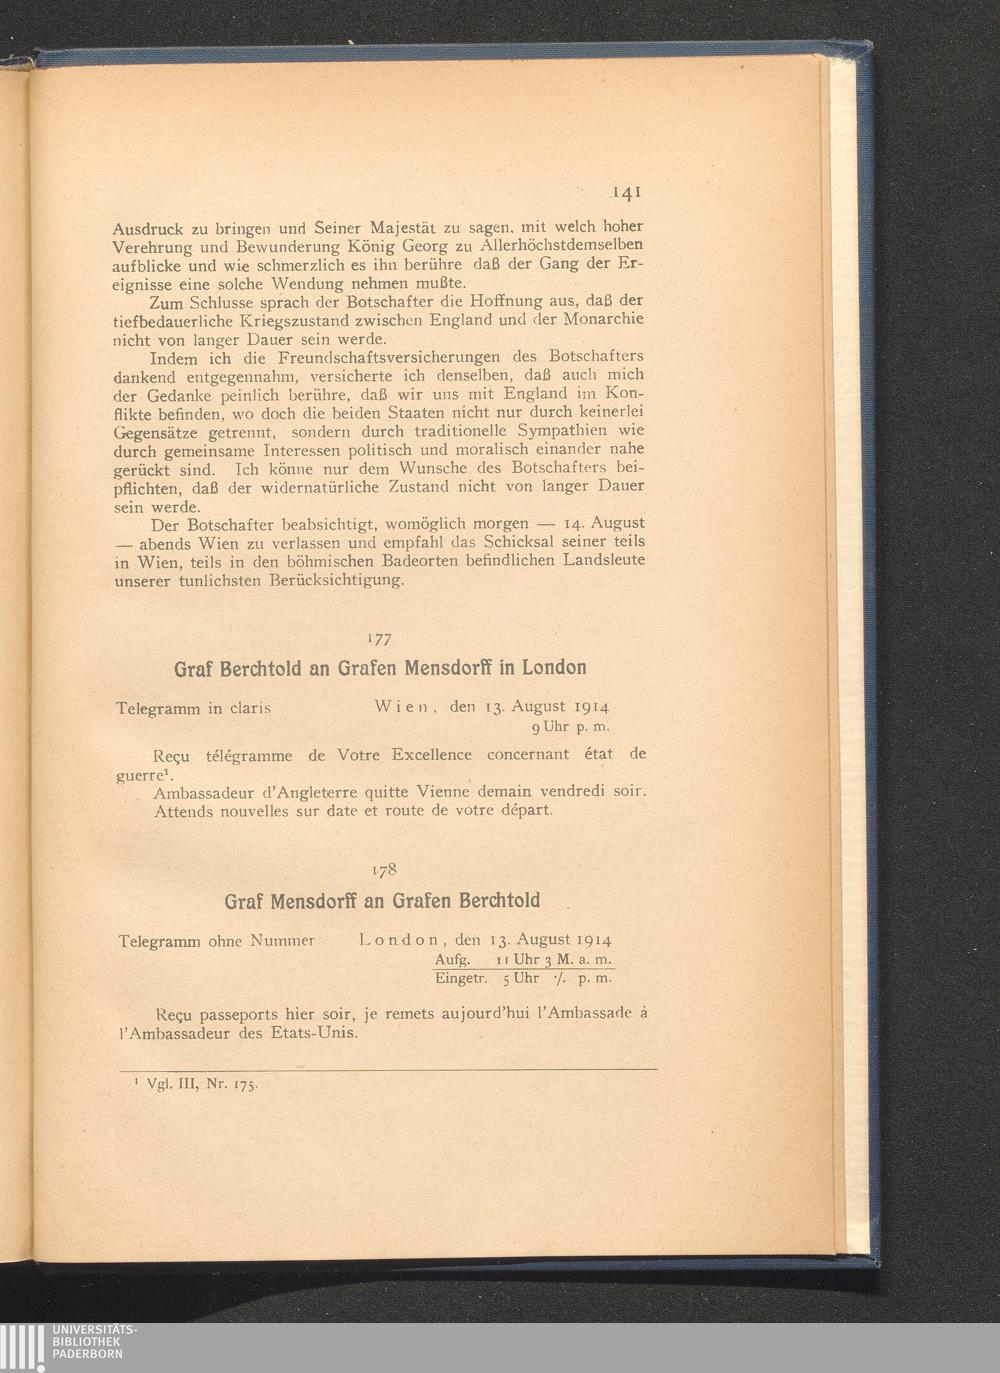 141
Ausdruck zu bringen und Seiner Majestät zu sagen, mit welch hoher
Verehrung und Bewunderung König Georg zu Allerhöchstdemselben
aufblicke und wie schmerzlich es ihn berühre daß der Gang der Er-
eignisse eine solche Wendung nehmen mußte.
Zum Schlusse sprach der Botschafter die Hoffnung aus, daß der
tiefbedauerliche Kriegszustand zwischen England und der Monarchie
nicht von langer Dauer sein werde.
Indem ich die Freundschaftsversicherungen des Botschafters
dankend entgegennahm, versicherte ich denselben, daß auch mich
der Gedanke peinlich berühre, daß wir uns mit England im Kon-
flikte befinden, wo doch die beiden Staaten nicht nur durch keinerlei
Gegensätze getrennt, sondern durch traditionelle Sympathien wie
durch gemeinsame Interessen politisch und moralisch einander nahe
gerückt sind. Ich könne nur dem Wunsche des Botschafters bei-
pflichten, daß der widernatürliche Zustand nicht von langer Dauer
sein werde.
Der Botschafter beabsichtigt, womöglich morgen — 14. August
— abends Wien zu verlassen und empfahl das Schicksal seiner teils
in Wien, teils in den böhmischen Badeorten befindlichen Landsleute
unserer tunlichsten Berücksichtigung.
177
Graf Berchtold an Grafen Mensdorff in London
Telegramm in claris Wien, den 13. August 1914
9 Uhr p. m.
Reçu télégramme de Votre Excellence concernant état de
guerre¹.
Ambassadeur d'Angleterre quitte Vienne demain vendredi soir.
Attends nouvelles sur date et route de votre départ.
178
Graf Mensdorff an Grafen Berchtold
Telegramm ohne Nummer London, den 13. August 1914
Aufg. 11 Uhr 3 M. a. m.
Eingetr. 5 Uhr ·/. p. m.
Reçu passeports hier soir, je remets aujourd'hui l'Ambassade à
l'Ambassadeur des Etats-Unis.
¹ Vgl. III, Nr. 175.
UNIVERSITÄTS-
BIBLIOTHEK
PADERBORN